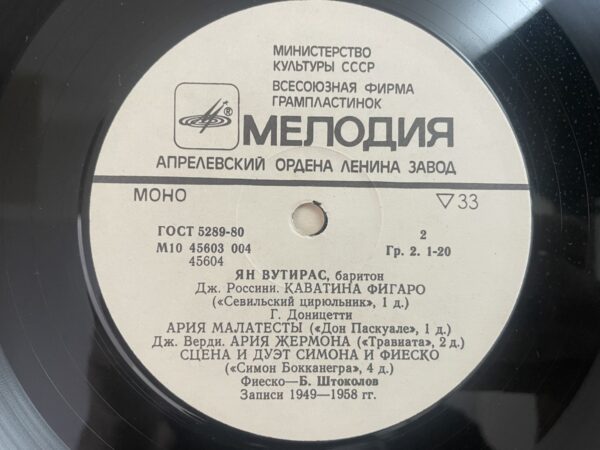 МИНИСТЕРСТВО
КУЛЬТУРЫ СССР
ВСЕСОЮЗНАЯ ФИРМА
ГРАМПЛАСТИНОК
®
МЕЛОДИЯ
АПРЕЛЕВСКИЙ ОРДЕНА ЛЕНИНА ЗАВОД
МОНО ▽33
ГОСТ 5289-80 2
М10 45603 004 Гр. 2. 1-20
45604
ЯН ВУТИРАС, баритон
Дж. Россини. КАВАТИНА ФИГАРО
(«Севильский цирюльник», 1 д.)
Г. Доницетти
АРИЯ МАЛАТЕСТЫ («Дон Паскуале», 1 д.)
Дж. Верди. АРИЯ ЖЕРМОНА («Травиата», 2 д.)
СЦЕНА И ДУЭТ СИМОНА И ФИЕСКО
(«Симон Бокканегра», 4 д.)
Фиеско—Б. Штоколов
Записи 1949—1958 гг.